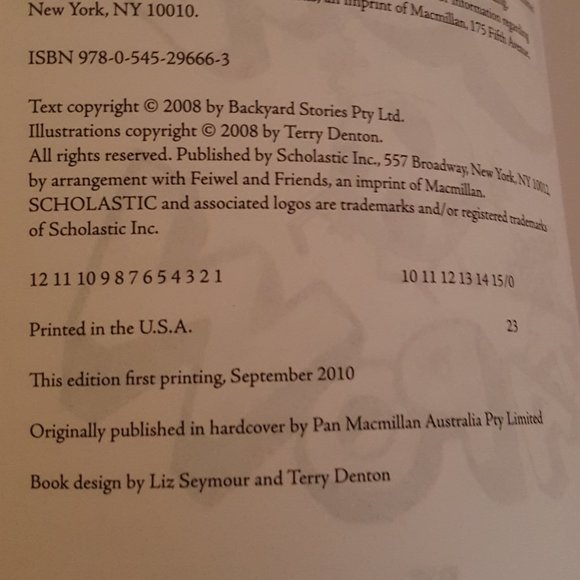 information regarding
New York, NY 10010.
an imprint of Macmillan, 175 Fifth Avenue,
ISBN 978-0-545-29666-3
Text copyright © 2008 by Backyard Stories Pty Ltd.
Illustrations copyright © 2008 by Terry Denton.
All rights reserved. Published by Scholastic Inc., 557 Broadway, New York, NY 10012,
by arrangement with Feiwel and Friends, an imprint of Macmillan.
SCHOLASTIC and associated logos are trademarks and/or registered trademarks
of Scholastic Inc.
12 11 10 9 8 7 6 5 4 3 2 1 10 11 12 13 14 15/0
Printed in the U.S.A. 23
This edition first printing, September 2010
Originally published in hardcover by Pan Macmillan Australia Pty Limited
Book design by Liz Seymour and Terry Denton